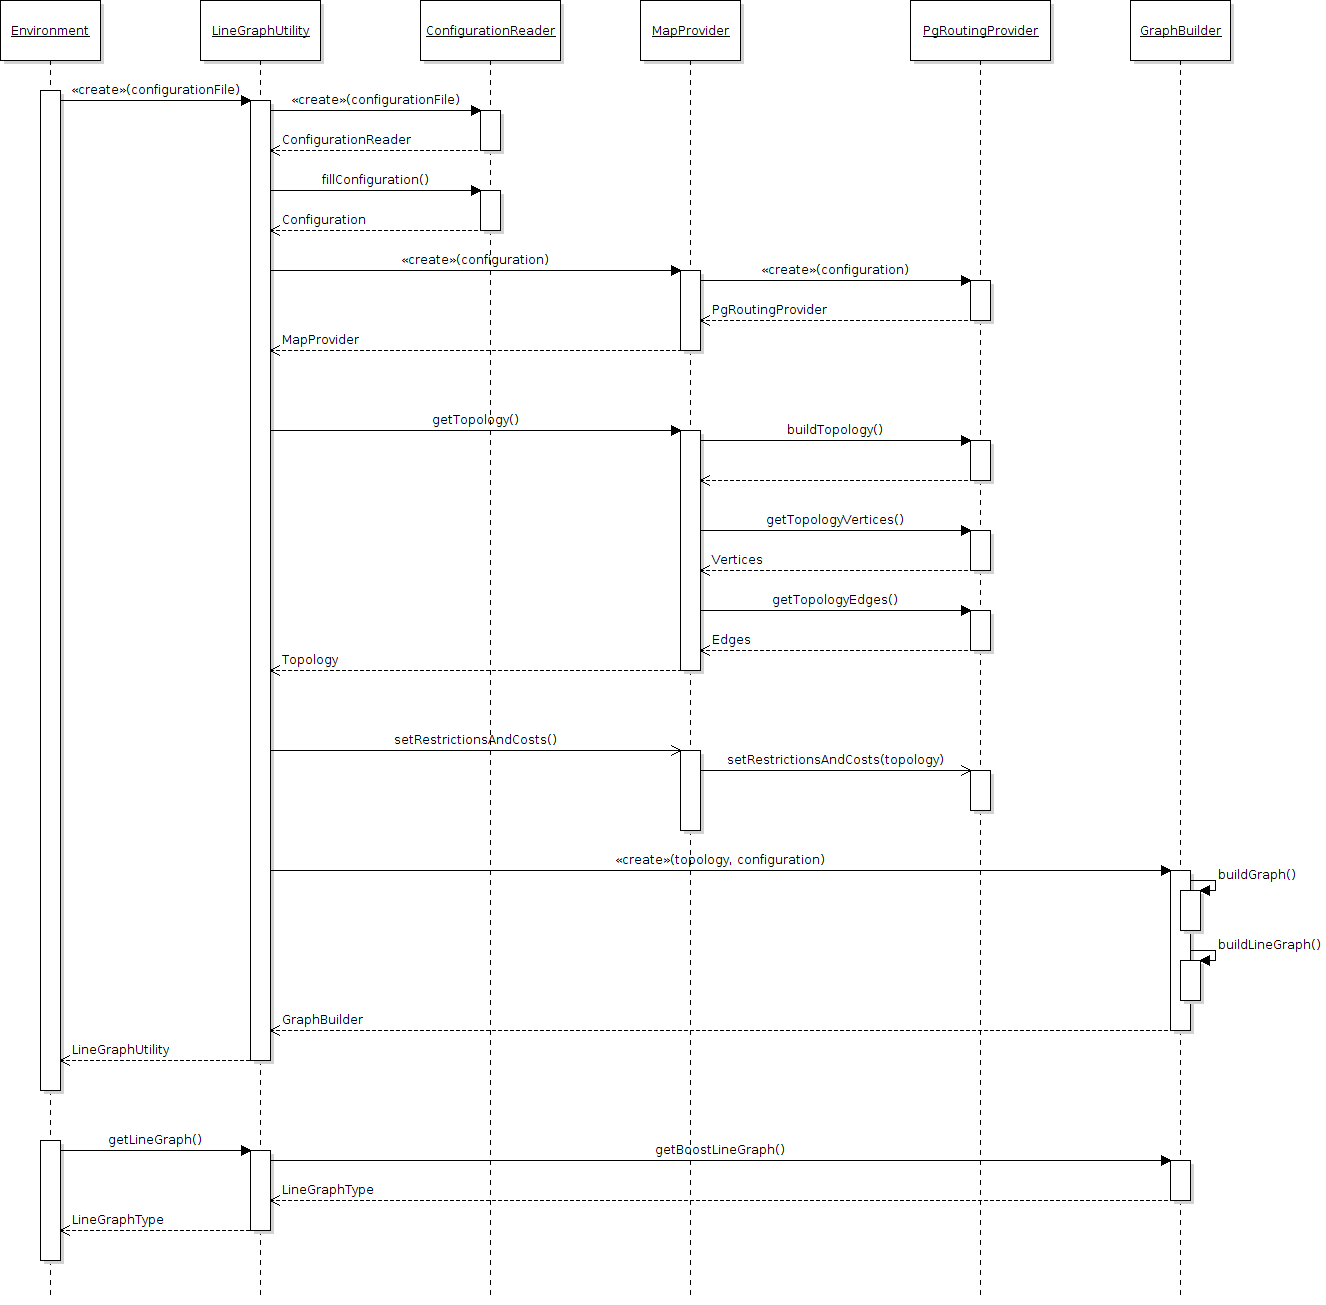 Environment
LineGraphUtility
ConfigurationReader
MapProvider
PgRoutingProvider
GraphBuilder
«create»(configurationFile)
«create»(configurationFile)
ConfigurationReader
fillConfiguration()
Configuration
«create»(configuration)
«create»(configuration)
PgRoutingProvider
MapProvider
getTopology()
buildTopology()
getTopologyVertices()
Vertices
getTopologyEdges()
Edges
Topology
setRestrictionsAndCosts()
setRestrictionsAndCosts(topology)
«create»(topology, configuration)
buildGraph()
buildLineGraph()
GraphBuilder
LineGraphUtility
getLineGraph()
getBoostLineGraph()
LineGraphType
LineGraphType